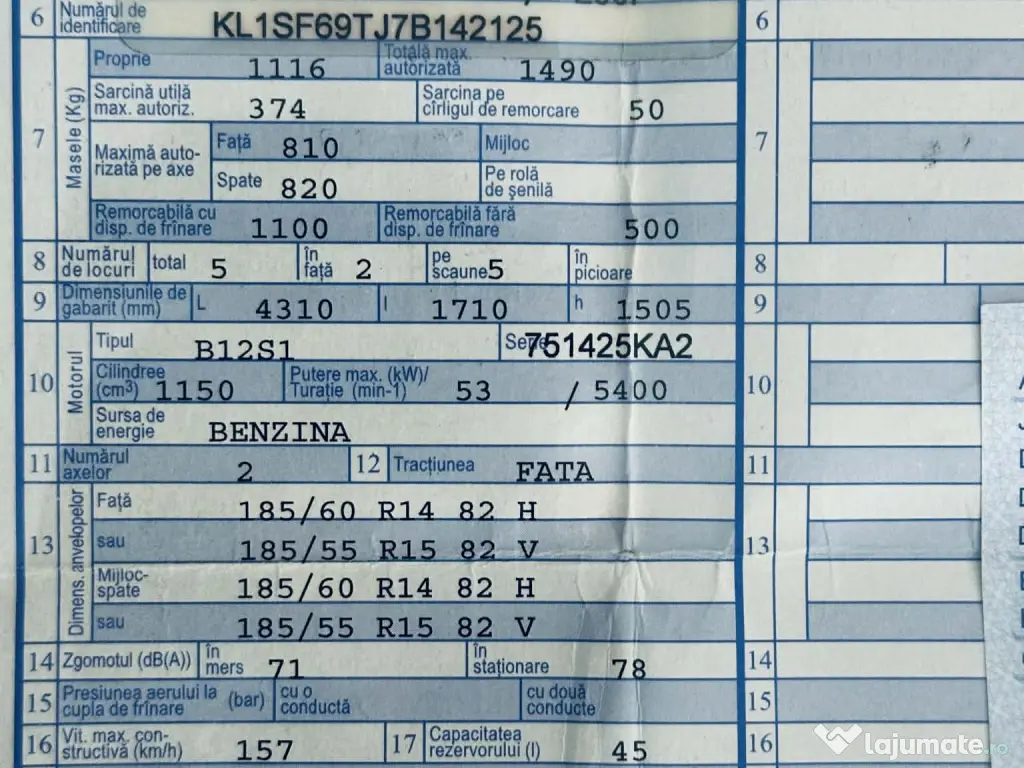 6 Numărul de identificare KL1SF69TJ7B142125 6
7 Masele (Kg) Proprie 1116 Totală max. autorizată 1490 7
Sarcină utilă max. autoriz. 374 Sarcina pe cîrligul de remorcare 50
Maximă auto-rizată pe axe Față 810 Mijloc
Spate 820 Pe rolă de șenilă
Remorcabilă cu disp. de frînare 1100 Remorcabilă fără disp. de frînare 500
8 Numărul de locuri total 5 în față 2 pe scaune 5 în picioare 8
9 Dimensiunile de gabarit (mm) L 4310 l 1710 h 1505 9
10 Motorul Tipul B12S1 751425KA2 10
Cilindree (cm³) 1150 Putere max. (kW)/ Turație (min-1) 53 / 5400
Sursa de energie BENZINA
11 Numărul axelor 2 12 Tracțiunea FATA 11
13 Dimens. anvelopelor Față 185/60 R14 82 H 13
sau 185/55 R15 82 V
Mijloc-spate 185/60 R14 82 H
sau 185/55 R15 82 V
14 Zgomotul (dB(A)) în mers 71 în staționare 78 14
15 Presiunea aerului la cupla de frînare (bar) cu o conductă cu două conducte 15
16 Vit. max. con-structivă (km/h) 157 17 Capacitatea rezervorului (l) 45 16
lajumate.ro